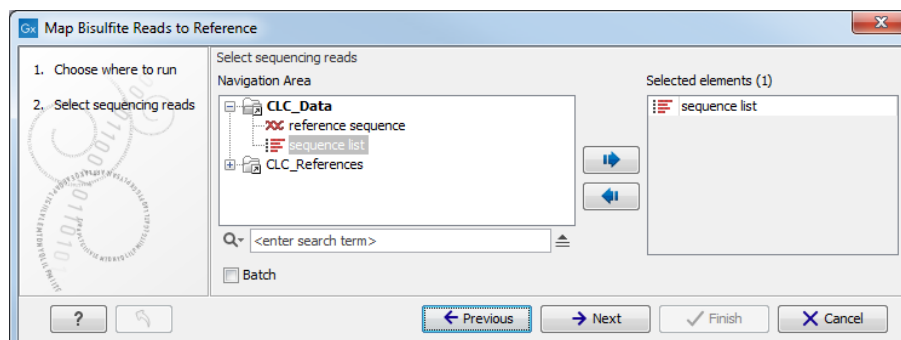 Gx Map Bisulfite Reads to Reference
X
1. Choose where to run
2. Select sequencing reads
Select sequencing reads
Navigation Area
CLC_Data
reference sequence
sequence list
CLC_References
<enter search term>
Batch
Selected elements (1)
sequence list
?
Previous
Next
Finish
Cancel